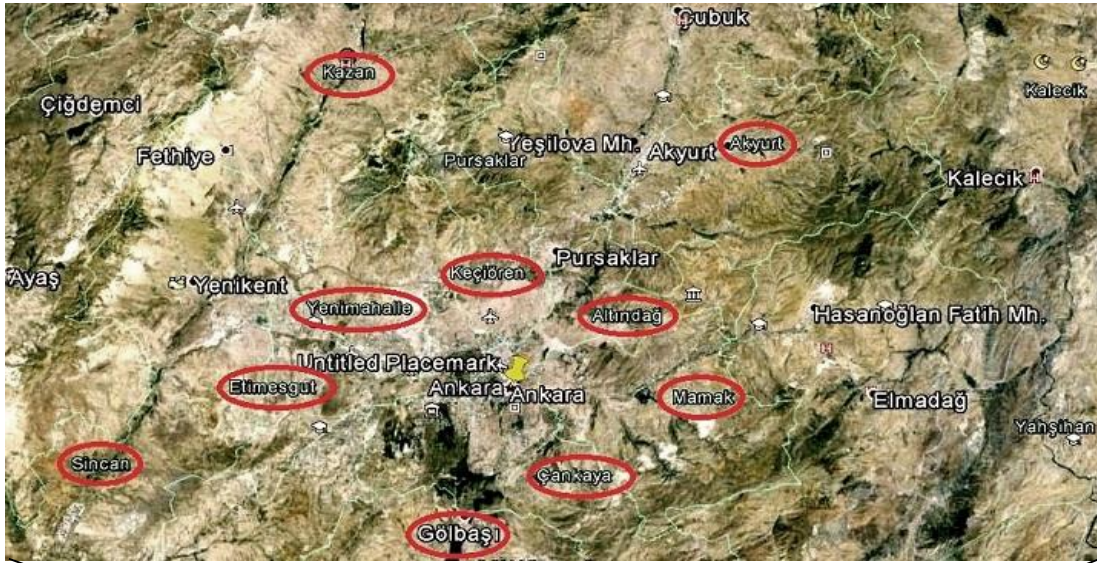 Çubuk
Kazan
Kalecik
Çiğdemci
Fethiye
Yeşilova Mh.
Akyurt
Akyurt
Pursaklar
Kalecik
Ayaş
Yenikent
Keçiören
Pursaklar
Yenimahalle
Altındağ
Hasanoğlan Fatih Mh.
Untitled Placemark
Etimesgut
Ankara
Ankara
Mamak
Elmadağ
Yahşihan
Sincan
Çankaya
Gölbaşı